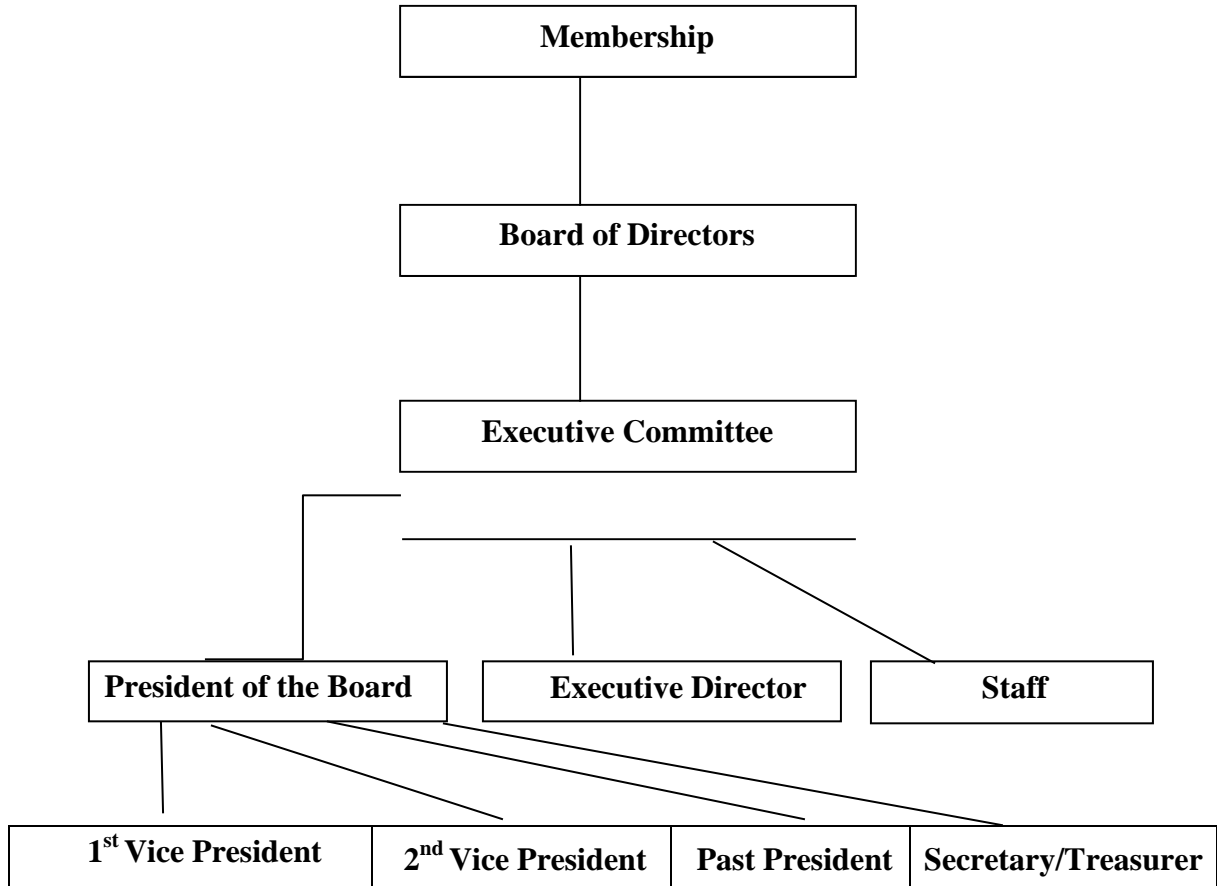 Membership
Board of Directors
Executive Committee
President of the Board
Executive Director
Staff
1st Vice President
2nd Vice President
Past President
Secretary/Treasurer